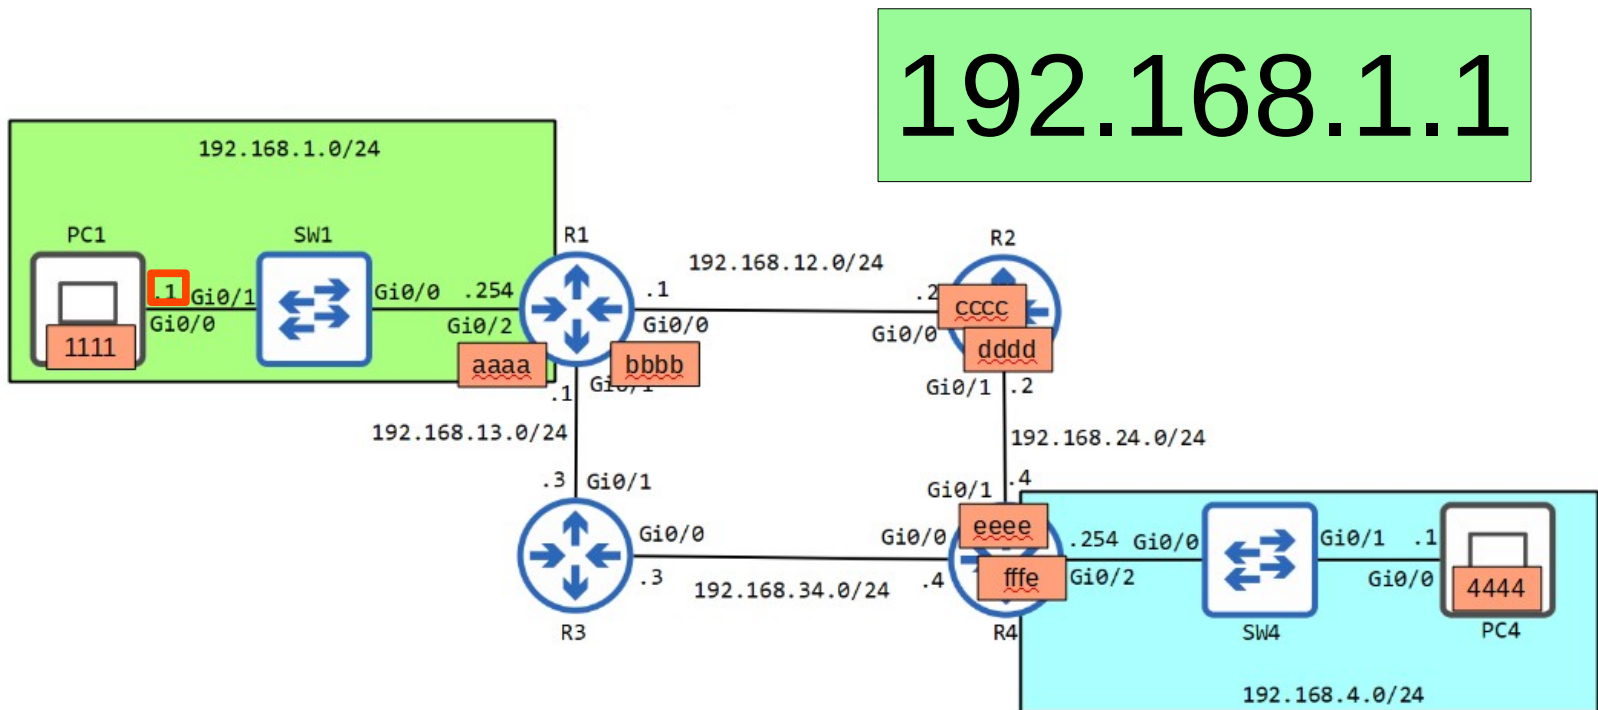 192.168.1.1
192.168.1.0/24
PC1
SW1
R1
R2
192.168.12.0/24
.1
Gi0/1
Gi0/0
.254
.1
.2
Gi0/0
Gi0/2
Gi0/0
Gi0/0
cccc
1111
aaaa
bbbb
dddd
.1
Gi0/1
Gi0/1
.2
192.168.13.0/24
192.168.24.0/24
.3
Gi0/1
Gi0/1
.4
Gi0/0
Gi0/0
eeee
.254
Gi0/0
Gi0/1
.1
.3
192.168.34.0/24
.4
fffe
Gi0/2
Gi0/0
4444
R3
R4
SW4
PC4
192.168.4.0/24